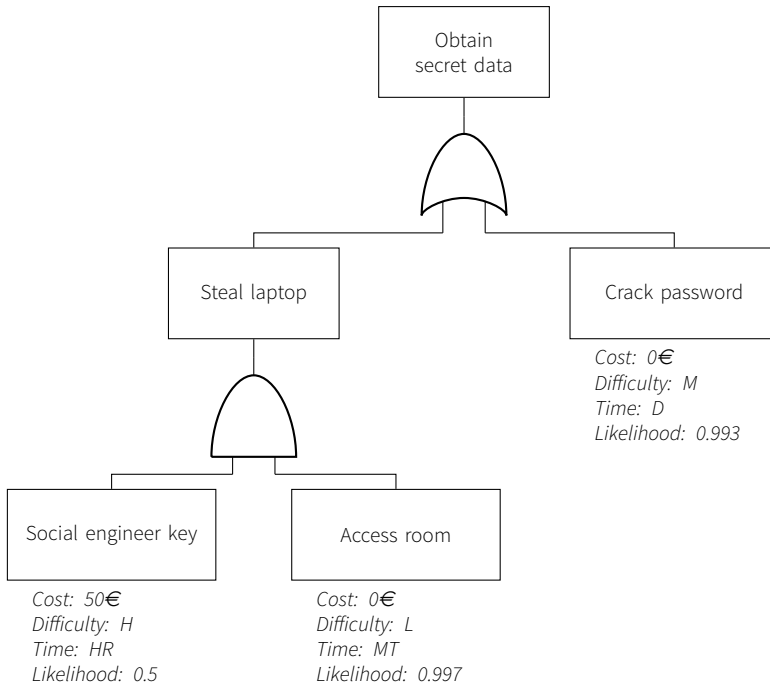 Obtain
secret data
Steal laptop
Crack password
Cost: 0€
Difficulty: M
Time: D
Likelihood: 0.993
Social engineer key
Access room
Cost: 50€
Difficulty: H
Time: HR
Likelihood: 0.5
Cost: 0€
Difficulty: L
Time: MT
Likelihood: 0.997